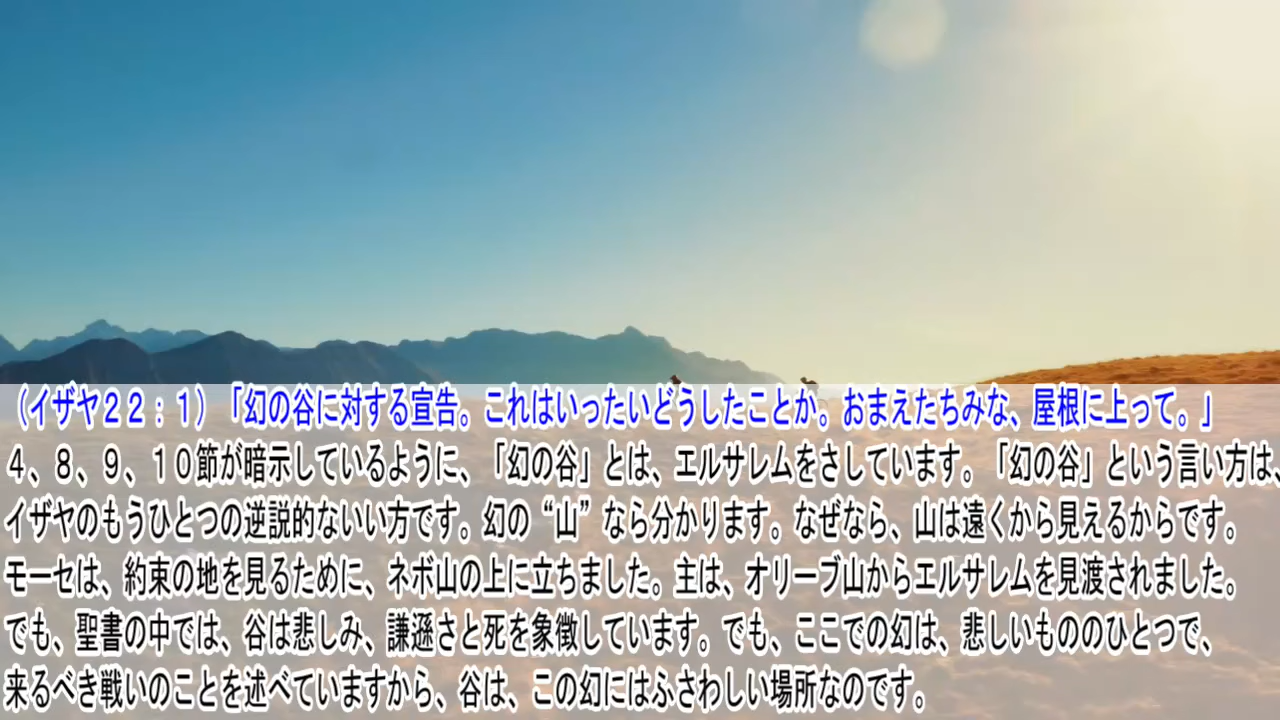 （イザヤ２２：１）「幻の谷に対する宣告。これはいったいどうしたことか。おまえたちみな、屋根に上って。」
４、８、９、１０節が暗示しているように、「幻の谷」とは、エルサレムをさしています。「幻の谷」という言い方は、
イザヤのもうひとつの逆説的ないい方です。幻の“山”なら分かります。なぜなら、山は遠くから見えるからです。
モーセは、約束の地を見るために、ネボ山の上に立ちました。主は、オリーブ山からエルサレムを見渡されました。
でも、聖書の中では、谷は悲しみ、謙遜さと死を象徴しています。でも、ここでの幻は、悲しいもののひとつで、
来るべき戦いのことを述べていますから、谷は、この幻にはふさわしい場所なのです。